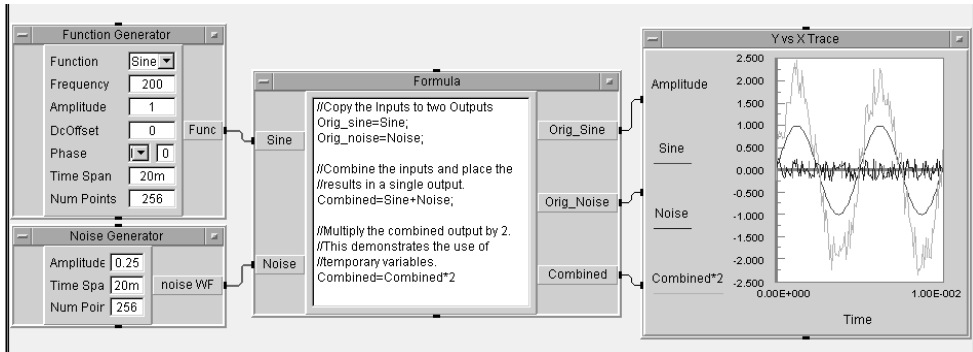 Function Generator
Function Sine
Frequency 200
Amplitude 1
DcOffset 0
Phase 0
Time Span 20m
Num Points 256
Func
Noise Generator
Amplitude 0.25
Time Spa 20m
Num Poir 256
noise WF
Formula
Sine
Noise
//Copy the Inputs to two Outputs
Orig_sine=Sine;
Orig_noise=Noise;
//Combine the inputs and place the
//results in a single output.
Combined=Sine+Noise;
//Multiply the combined output by 2.
//This demonstrates the use of
//temporary variables.
Combined=Combined*2
Orig_Sine
Orig_Noise
Combined
Y vs X Trace
Amplitude
Sine
Noise
Combined*2
2.500
2.000
1.500
1.000
0.500
0.000
-0.500
-1.000
-1.500
-2.000
-2.500
0.00E+000 1.00E-002
Time